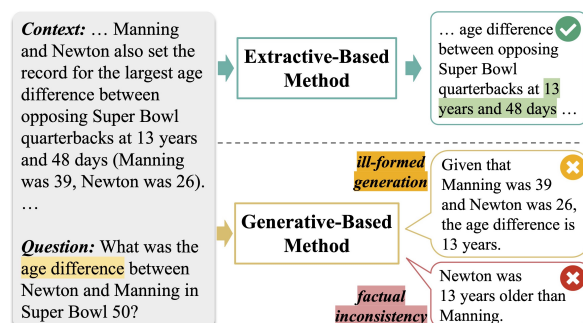 Context: … Manning
and Newton also set the
record for the largest age
difference between
opposing Super Bowl
quarterbacks at 13 years
and 48 days (Manning
was 39, Newton was 26).
…
Question: What was the
age difference between
Newton and Manning in
Super Bowl 50?
Extractive-Based
Method
… age difference
between opposing
Super Bowl
quarterbacks at 13
years and 48 days …
ill-formed
generation
Generative-Based
Method
Given that
Manning was 39
and Newton was 26,
the age difference is
13 years.
factual
inconsistency
Newton was
13 years older than
Manning.